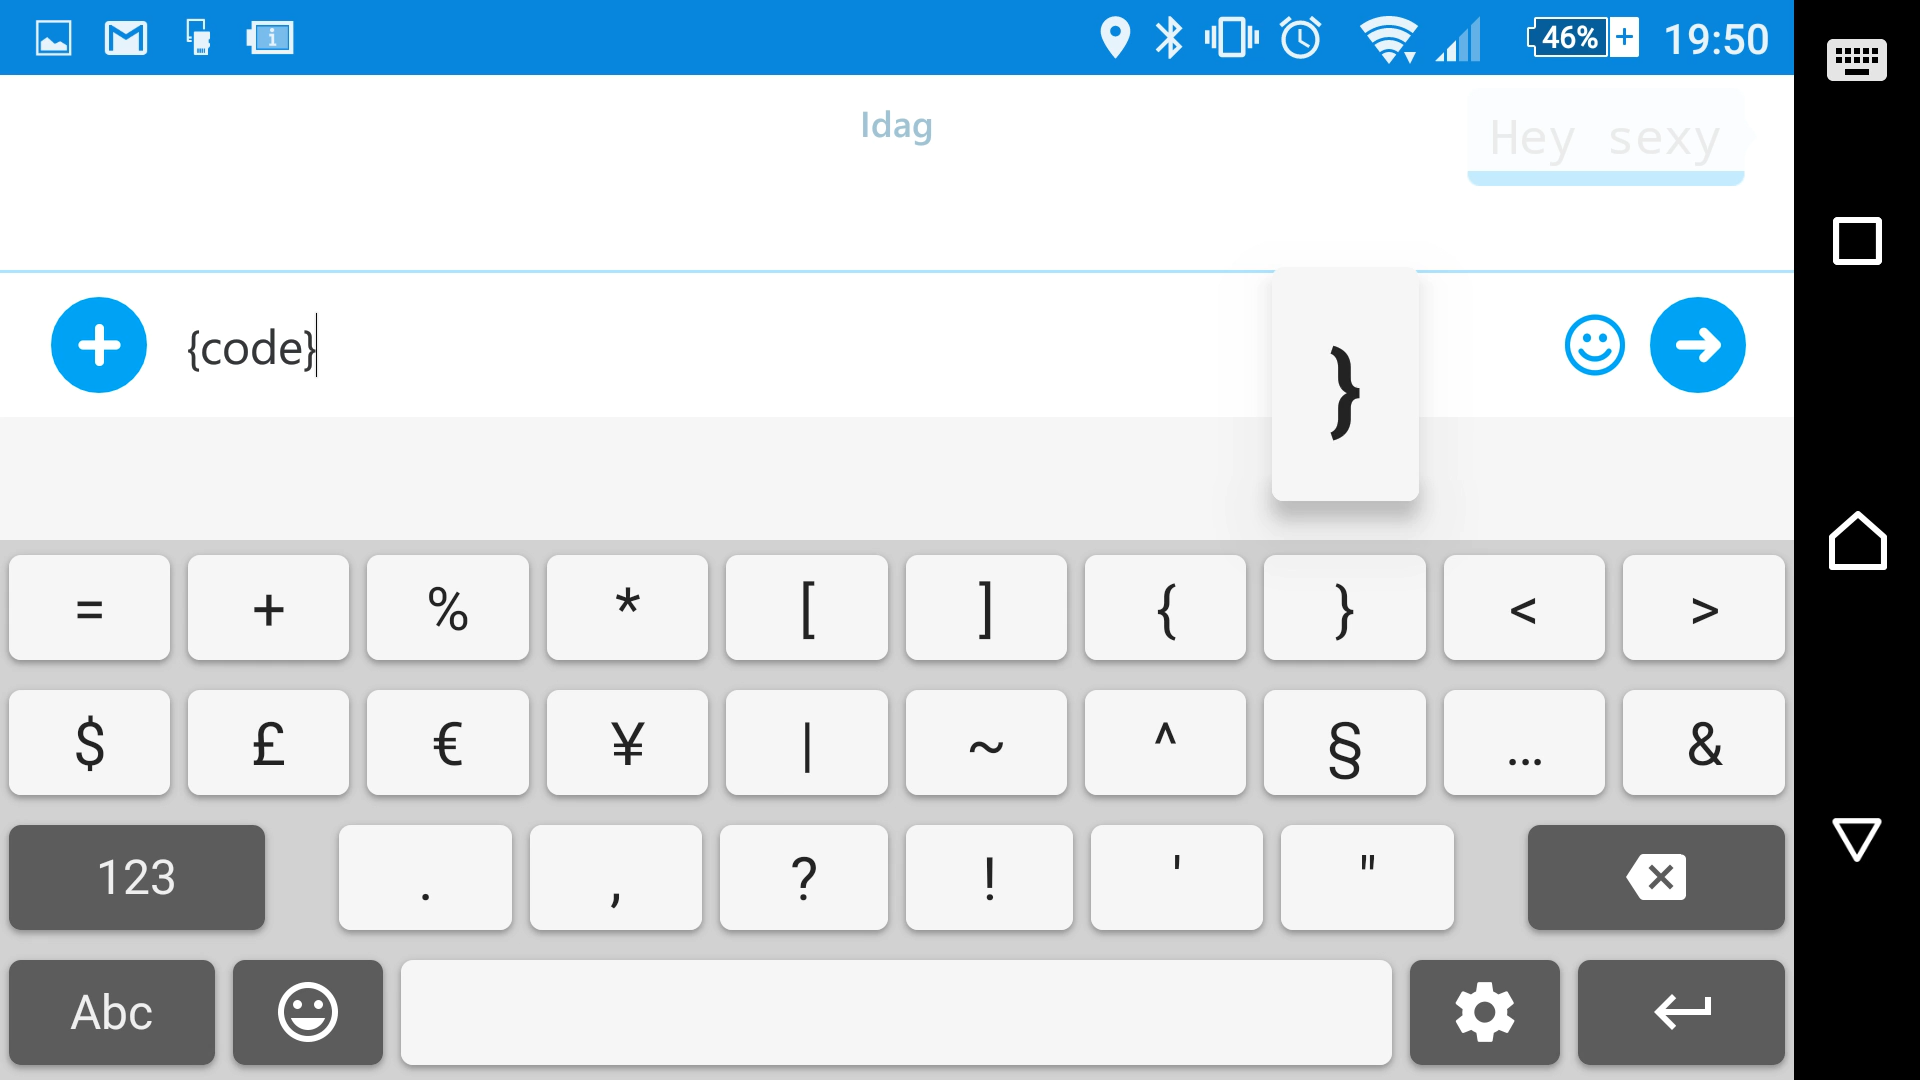 46% 19:50
Idag
Hey sexy
{code}
}
= + % * [ ] { } < >
$ £ € ¥ | ~ ^ § … &
123 . , ? ! ' "
Abc